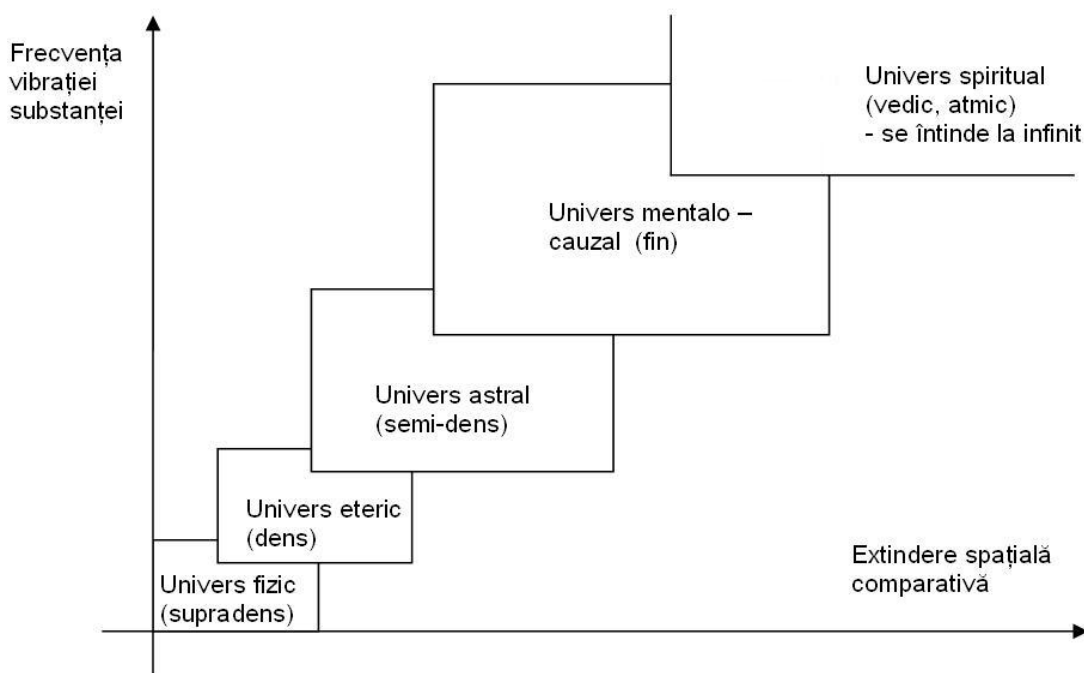 Frecvența
vibrației
substanței
Univers spiritual
(vedic, atmic)
- se întinde la infinit
Univers mentalo –
cauzal (fin)
Univers astral
(semi-dens)
Univers eteric
(dens)
Univers fizic
(supradens)
Extindere spațială
comparativă